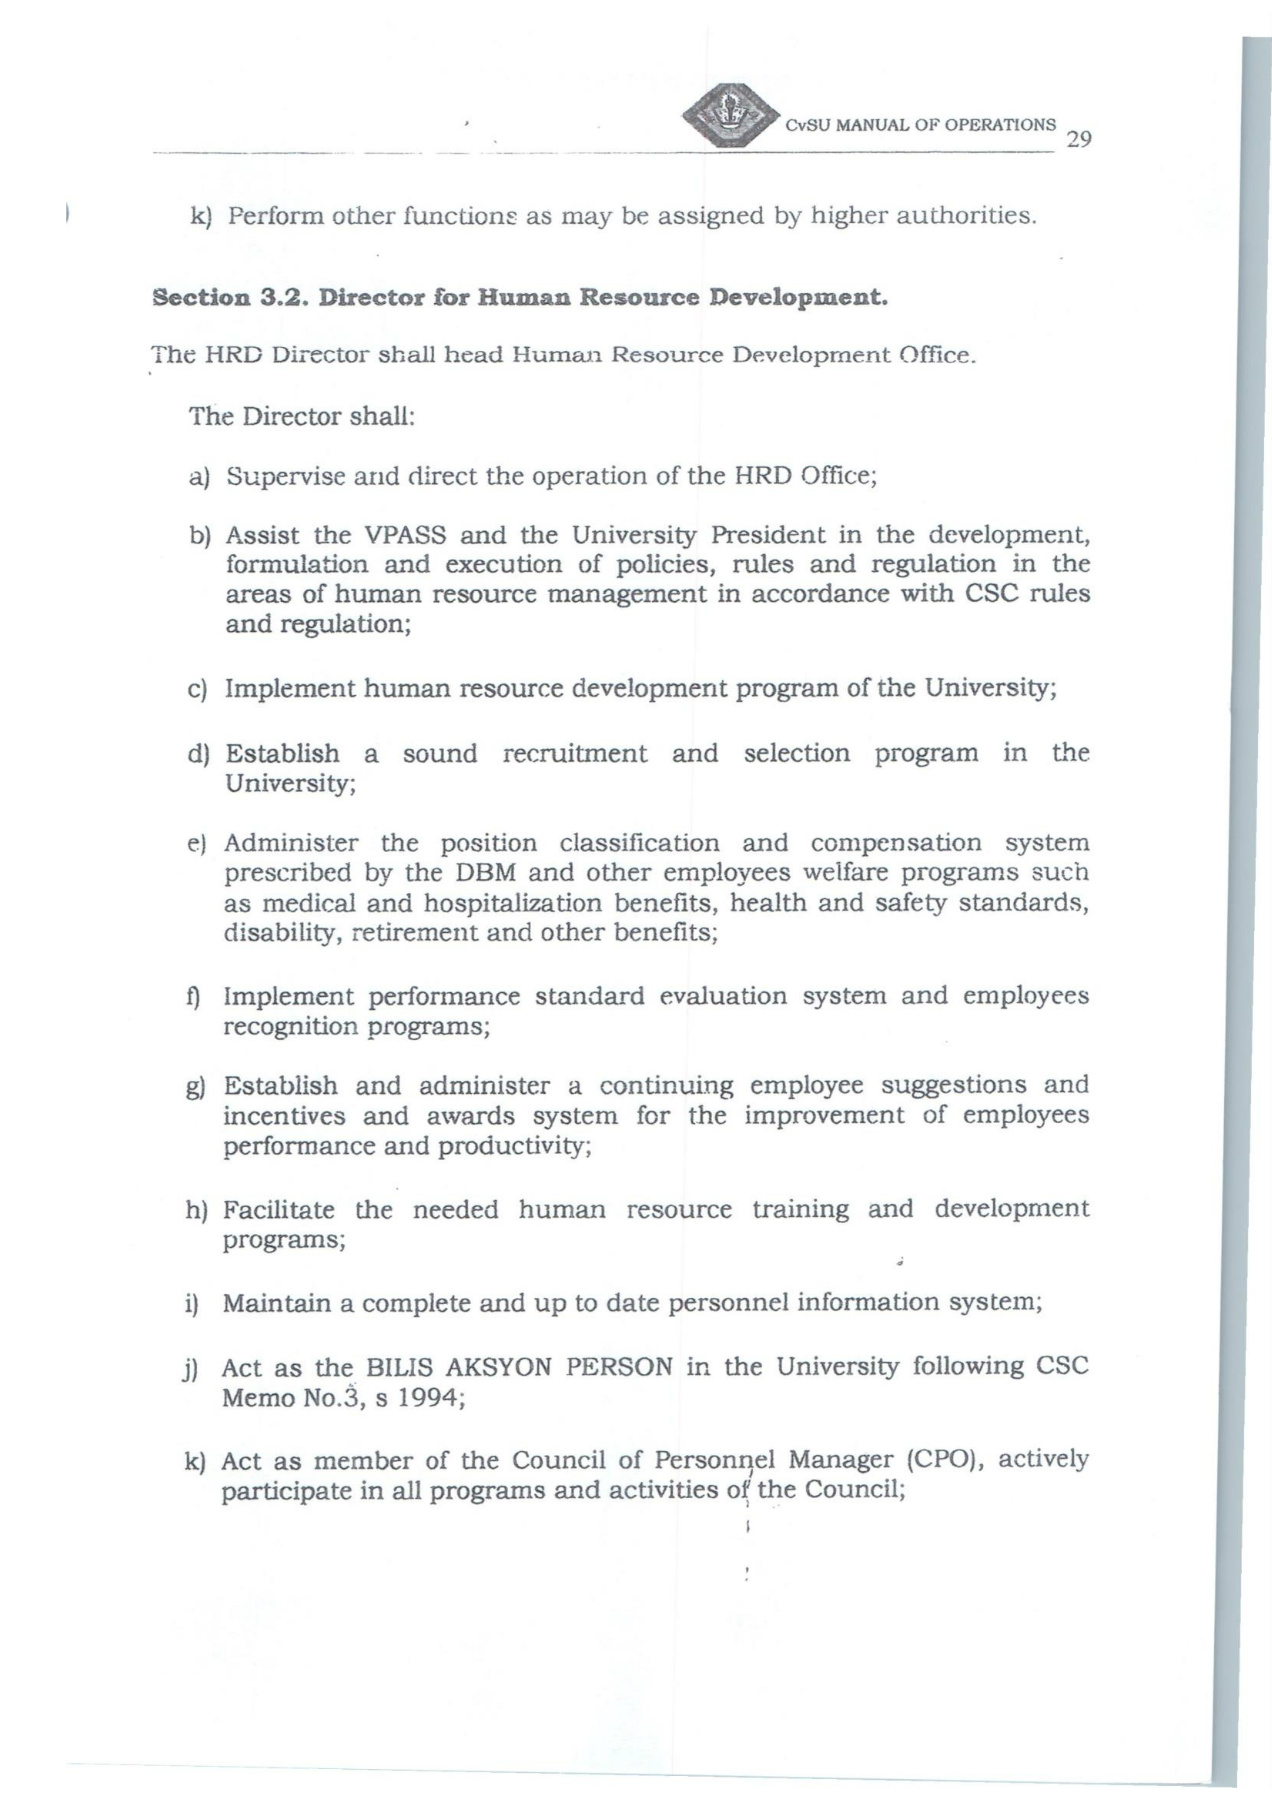 CvSU MANUAL OF OPERATIONS
29
k) Perform other functions as may be assigned by higher authorities.
Section 3.2. Director for Human Resource Development.
The HRD Director shall head Human Resource Development Office.
The Director shall:
a) Supervise and direct the operation of the HRD Office;
b) Assist the VPASS and the University President in the development,
formulation and execution of policies, rules and regulation in the
areas of human resource management in accordance with CSC rules
and regulation;
c) Implement human resource development program of the University;
d) Establish a sound recruitment and selection program in the
University;
e) Administer the position classification and compensation system
prescribed by the DBM and other employees welfare programs such
as medical and hospitalization benefits, health and safety standards,
disability, retirement and other benefits;
f) Implement performance standard evaluation system and employees
recognition programs;
g) Establish and administer a continuing employee suggestions and
incentives and awards system for the improvement of employees
performance and productivity;
h) Facilitate the needed human resource training and development
programs;
i) Maintain a complete and up to date personnel information system;
j) Act as the BILIS AKSYON PERSON in the University following CSC
Memo No.3, s 1994;
k) Act as member of the Council of Personnel Manager (CPO), actively
participate in all programs and activities of the Council;